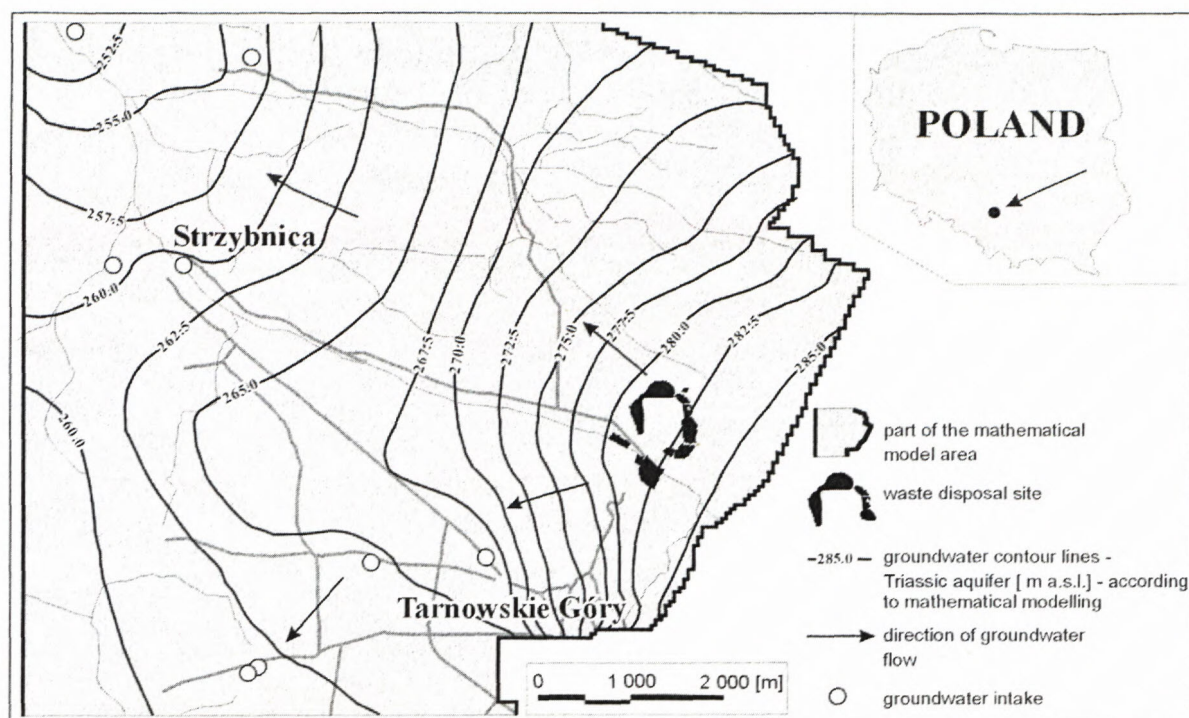 252.5
255.0
257.5
Strzybnica
260.0
262.5
265.0
260.0
267.5
270.0
272.5
275.0
277.5
280.0
282.5
285.0
Tarnowskie Góry
0 1 000 2 000 [m]
POLAND
part of the mathematical
model area
waste disposal site
285.0
groundwater contour lines -
Triassic aquifer [ m a.s.l.] - according
to mathematical modelling
direction of groundwater
flow
groundwater intake